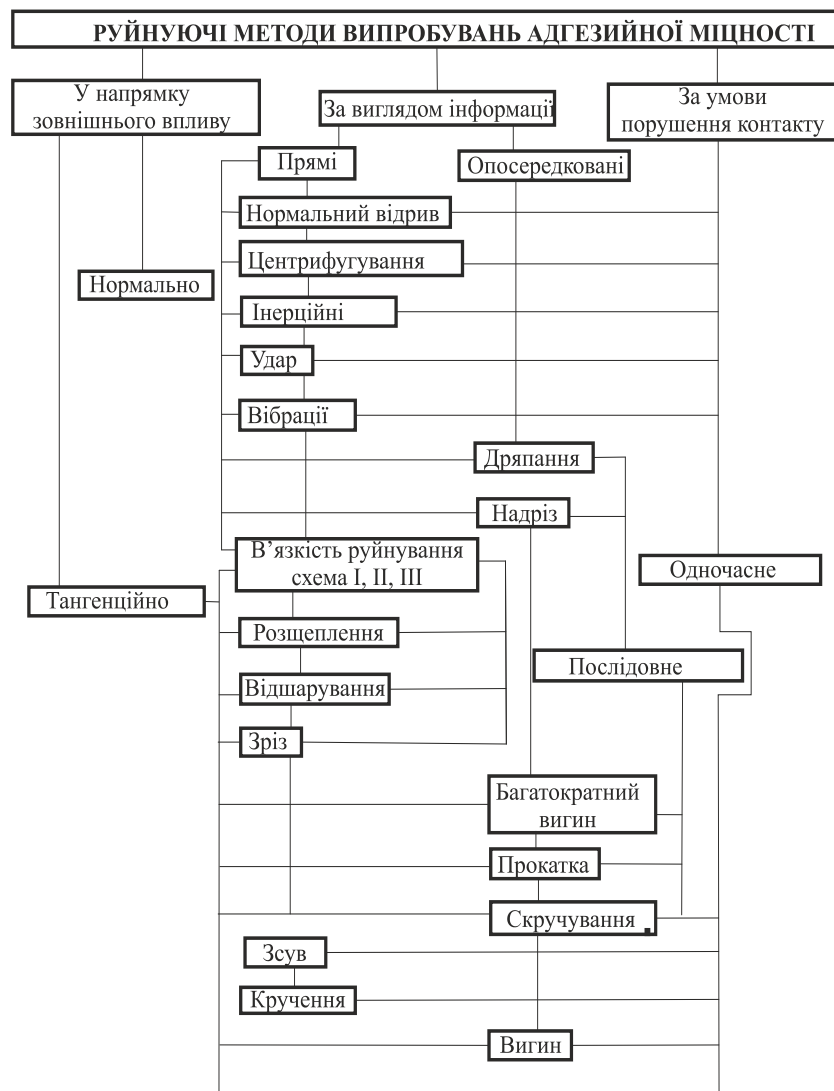 РУЙНУЮЧІ МЕТОДИ ВИПРОБУВАНЬ АДГЕЗИЙНОЇ МІЦНОСТІ
У напрямку
зовнішнього впливу
За виглядом інформації
За умови
порушення контакту
Прямі
Опосередковані
Нормальний відрив
Центрифугування
Нормально
Інерційні
Удар
Вібрації
Дряпання
Надріз
В’язкість руйнування
схема I, II, III
Одночасне
Тангенційно
Розщеплення
Послідовне
Відшарування
Зріз
Багатократний
вигин
Прокатка
Скручування
Зсув
Кручення
Вигин